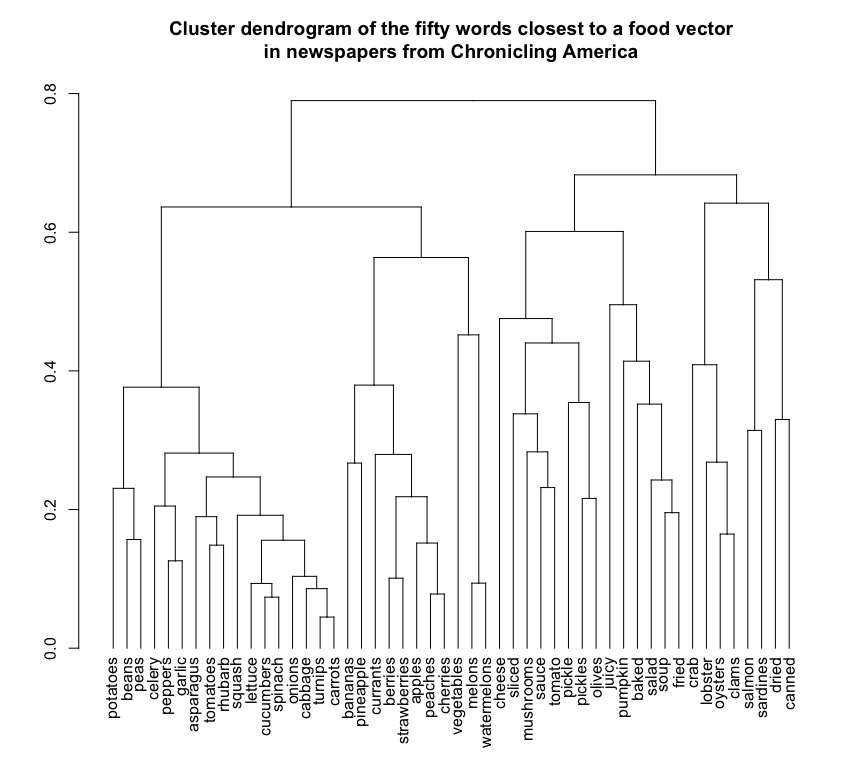 Cluster dendrogram of the fifty words closest to a food vector
in newspapers from Chronicling America
0.8
0.6
0.4
0.2
0.0
potatoes
beans
peas
celery
peppers
garlic
asparagus
tomatoes
rhubarb
squash
lettuce
cucumbers
spinach
onions
cabbage
turnips
carrots
bananas
pineapple
currants
berries
strawberries
apples
peaches
cherries
vegetables
melons
watermelons
cheese
sliced
mushrooms
sauce
tomato
pickle
pickles
olives
juicy
pumpkin
baked
salad
soup
fried
crab
lobster
oysters
clams
salmon
sardines
dried
canned